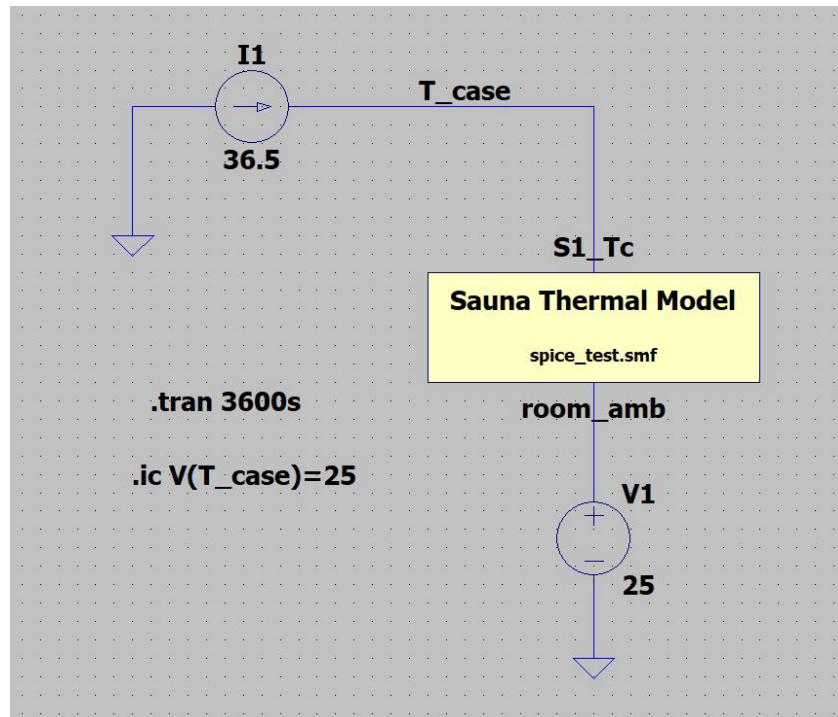 I1
T_case
36.5
S1_Tc
Sauna Thermal Model
spice_test.smf
.tran 3600s
room_amb
.ic V(T_case)=25
V1
25